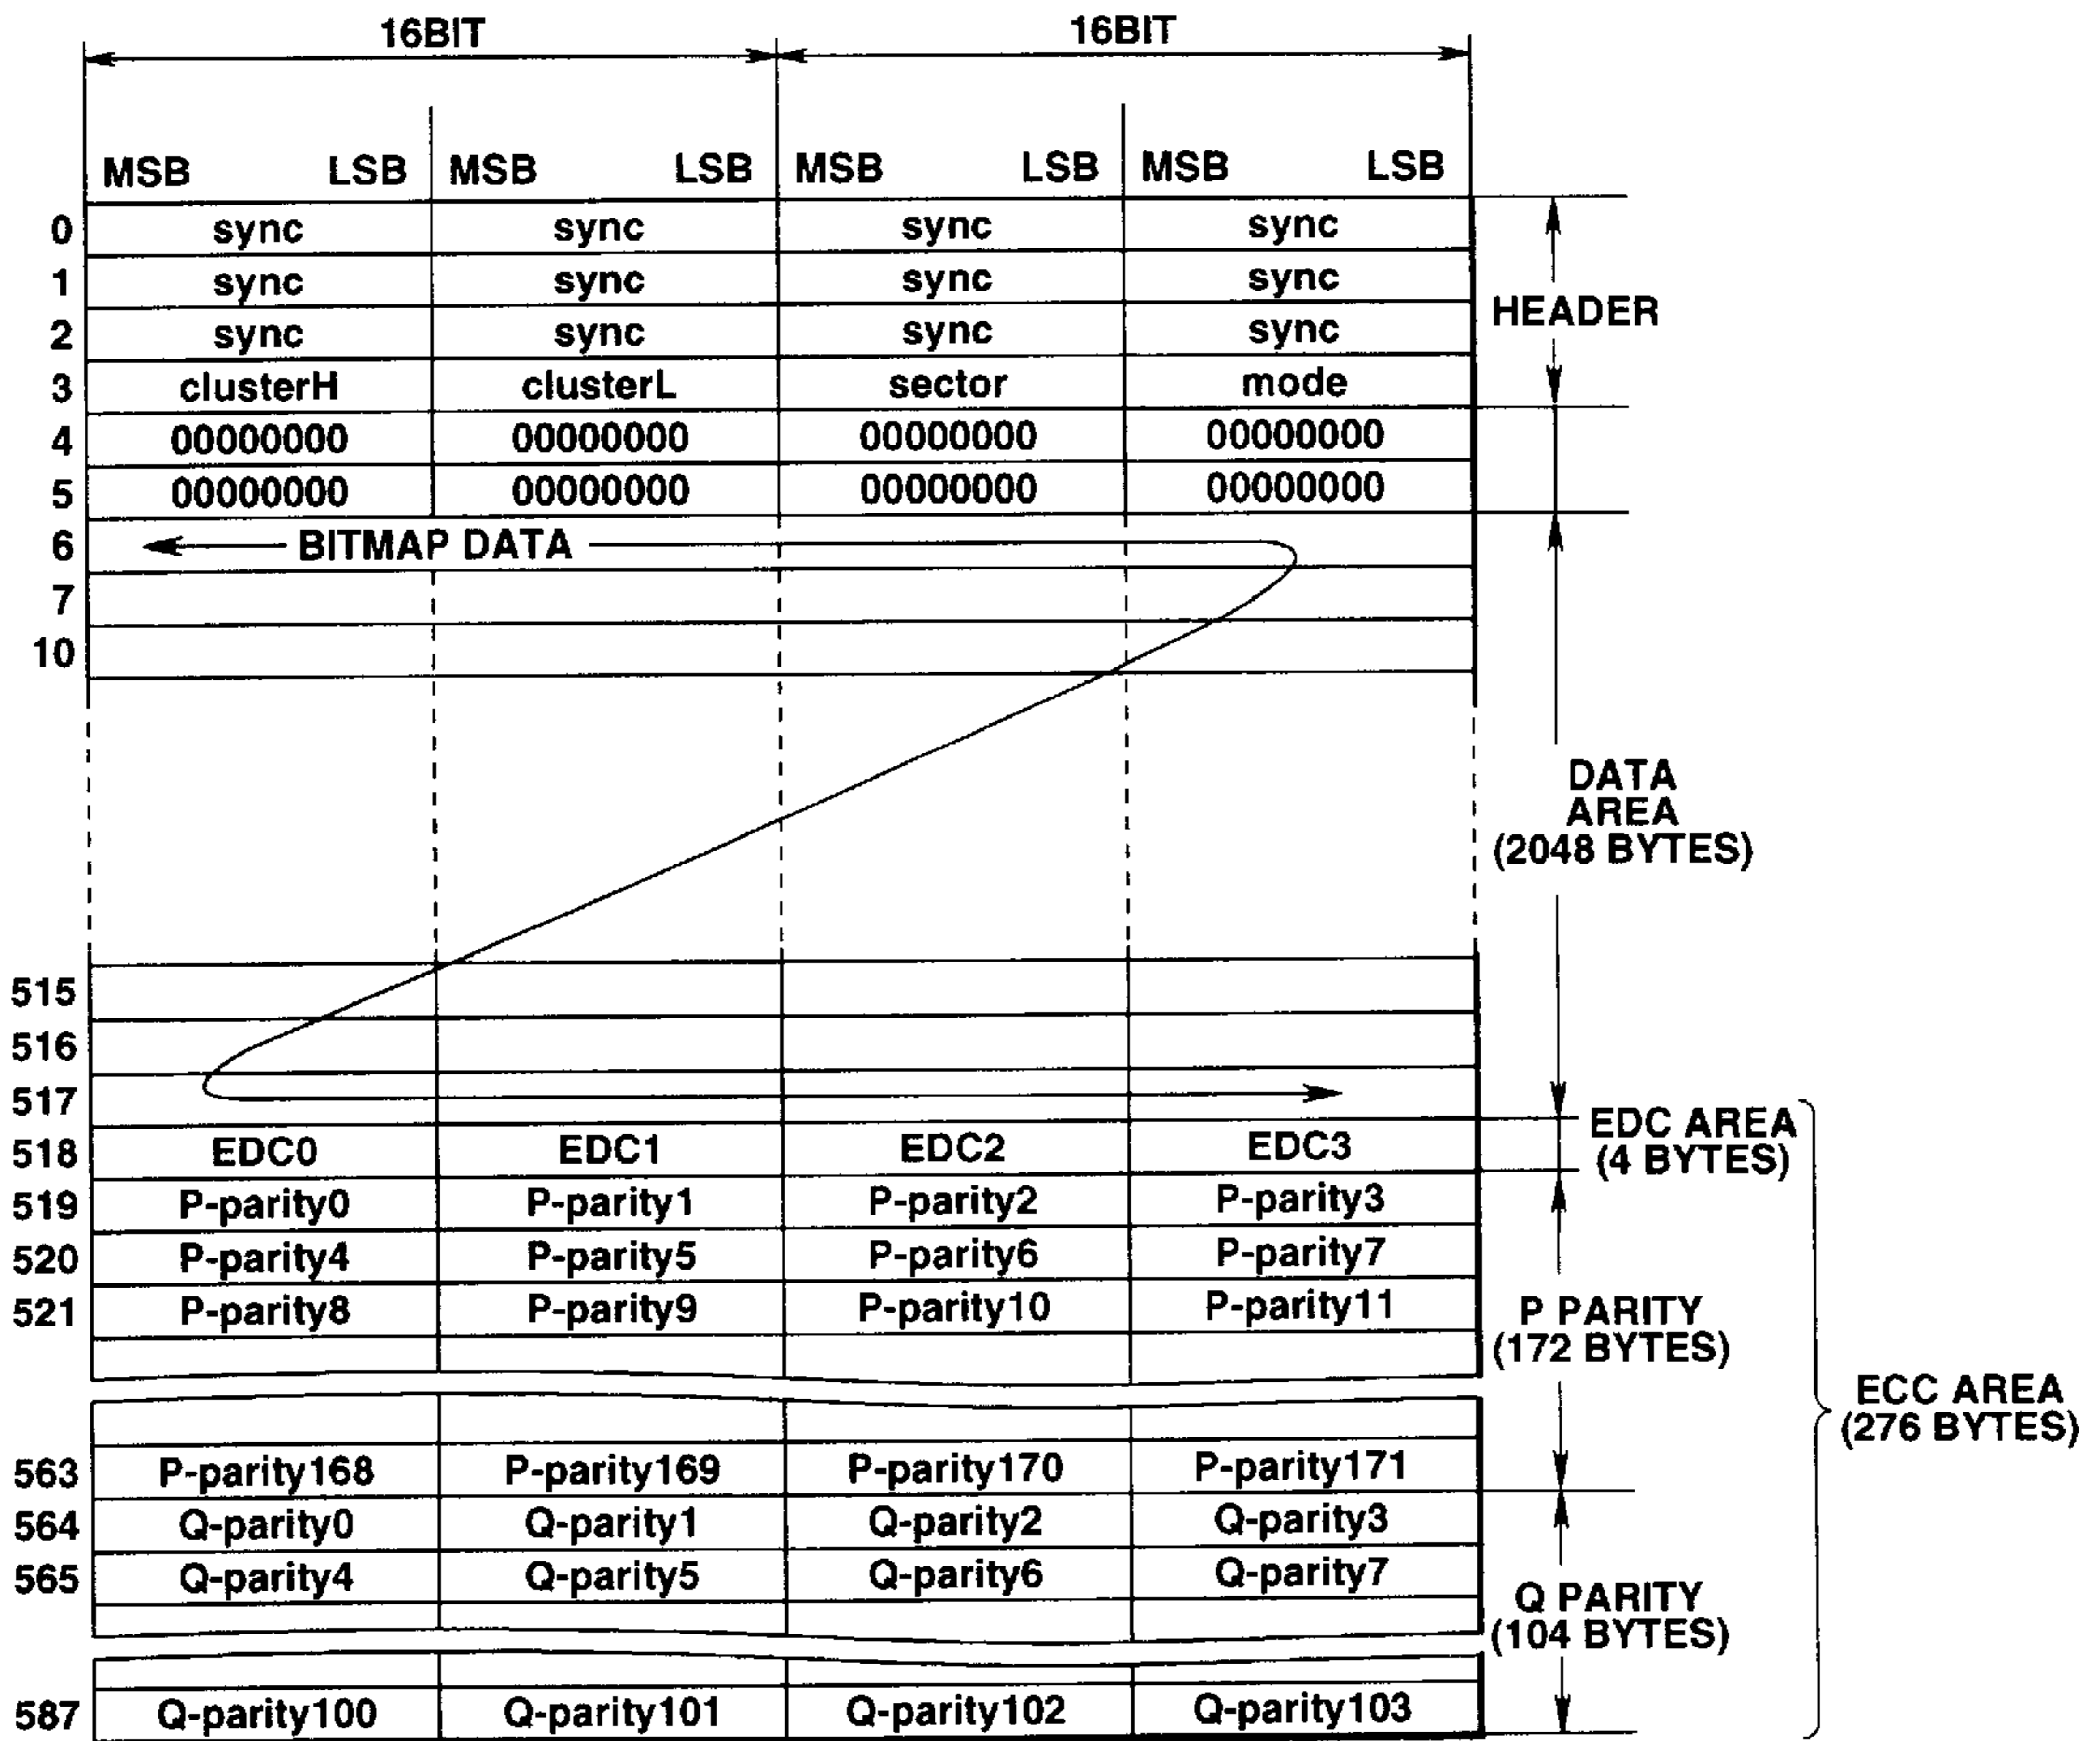 16BIT 16BIT
MSB LSB MSB LSB MSB LSB MSB LSB
0 sync sync sync sync
1 sync sync sync sync
2 sync sync sync sync
HEADER
3 clusterH clusterL sector mode
4 00000000 00000000 00000000 00000000
5 00000000 00000000 00000000 00000000
6 BITMAP DATA
7
10
DATA
AREA
(2048 BYTES)
515
516
517
518 EDC0 EDC1 EDC2 EDC3
EDC AREA
(4 BYTES)
519 P-parity0 P-parity1 P-parity2 P-parity3
520 P-parity4 P-parity5 P-parity6 P-parity7
521 P-parity8 P-parity9 P-parity10 P-parity11
P PARITY
(172 BYTES)
ECC AREA
(276 BYTES)
563 P-parity168 P-parity169 P-parity170 P-parity171
564 Q-parity0 Q-parity1 Q-parity2 Q-parity3
565 Q-parity4 Q-parity5 Q-parity6 Q-parity7
Q PARITY
(104 BYTES)
587 Q-parity100 Q-parity101 Q-parity102 Q-parity103